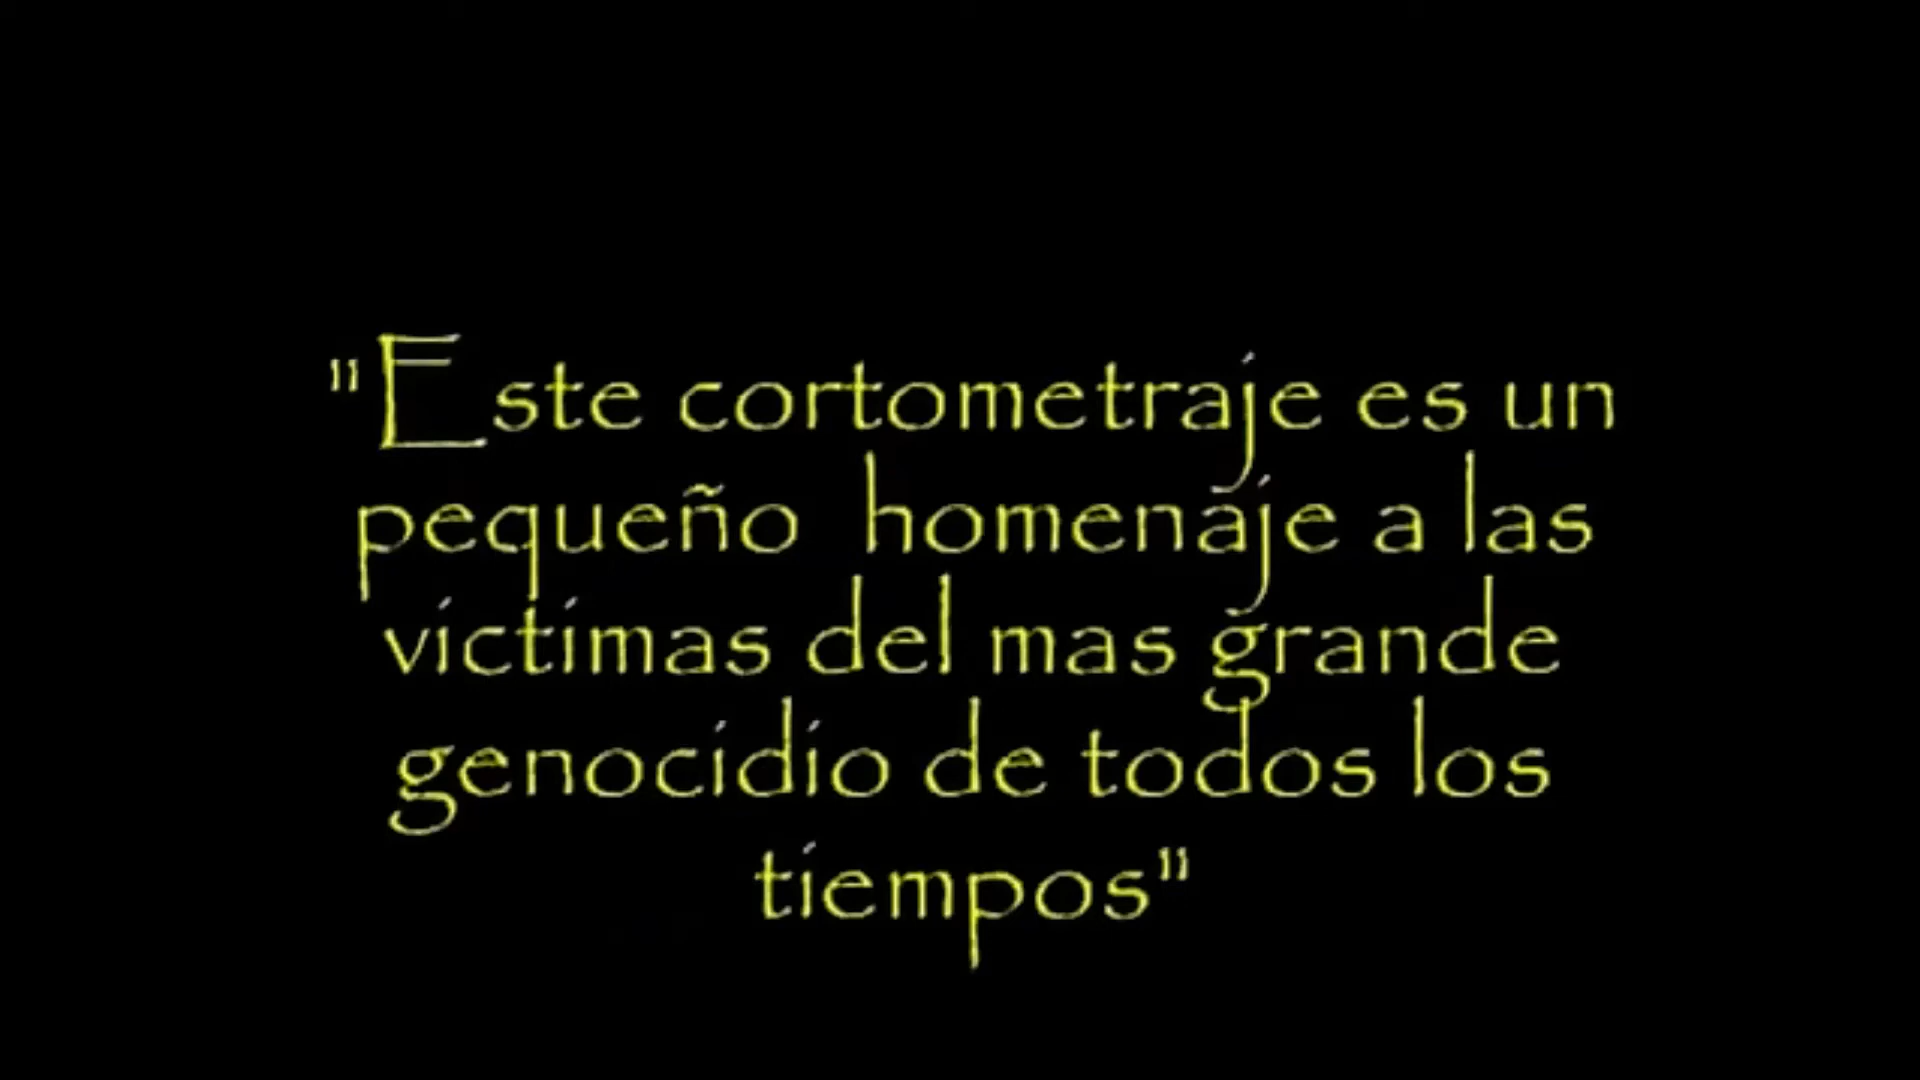 "Este cortometraje es un
pequeño homenaje a las
victimas del mas grande
genocidio de todos los
tiempos"